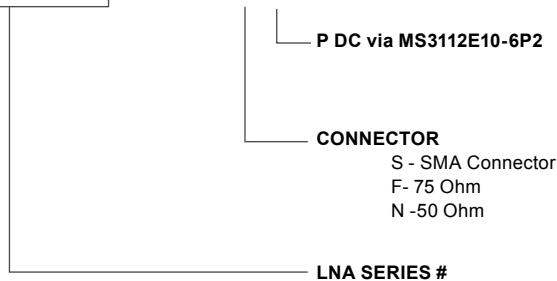 P DC via MS3112E10-6P2
CONNECTOR
S - SMA Connector
F- 75 Ohm
N -50 Ohm
LNA SERIES #